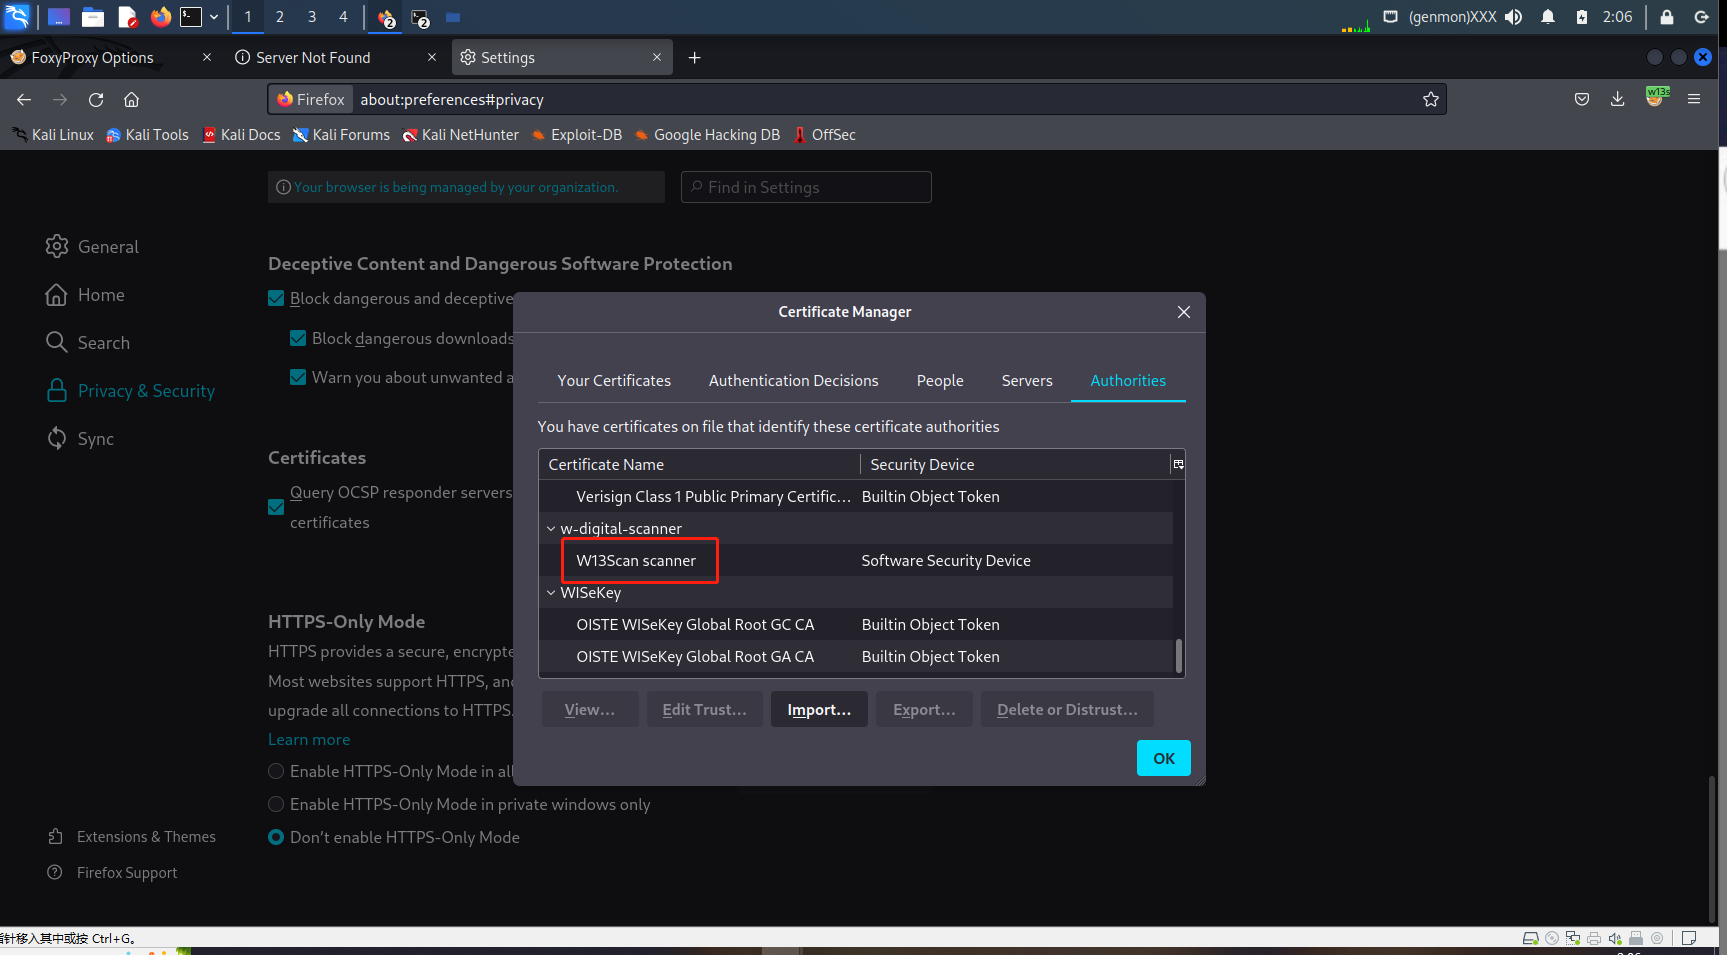 1 2 3 4 2 2 (genmon)XXX 2:06
FoxyProxy Options Server Not Found Settings
Firefox about:preferences#privacy
Kali Linux Kali Tools Kali Docs Kali Forums Kali NetHunter Exploit-DB Google Hacking DB OffSec
Your browser is being managed by your organization. Find in Settings
General
Home
Search
Privacy & Security
Sync
Extensions & Themes
Firefox Support
Deceptive Content and Dangerous Software Protection
Block dangerous and deceptive
Block dangerous downloads
Warn you about unwanted a
Certificates
Query OCSP responder servers
certificates
HTTPS-Only Mode
HTTPS provides a secure, encrypte
Most websites support HTTPS, and
upgrade all connections to HTTPS.
Learn more
Enable HTTPS-Only Mode in all
Enable HTTPS-Only Mode in private windows only
Don't enable HTTPS-Only Mode
Certificate Manager
Your Certificates Authentication Decisions People Servers Authorities
You have certificates on file that identify these certificate authorities
Certificate Name Security Device
Verisign Class 1 Public Primary Certific... Builtin Object Token
w-digital-scanner
W13Scan scanner Software Security Device
WISeKey
OISTE WISeKey Global Root GC CA Builtin Object Token
OISTE WISeKey Global Root GA CA Builtin Object Token
View... Edit Trust... Import... Export... Delete or Distrust...
OK
指针移入其中或按 Ctrl+G。